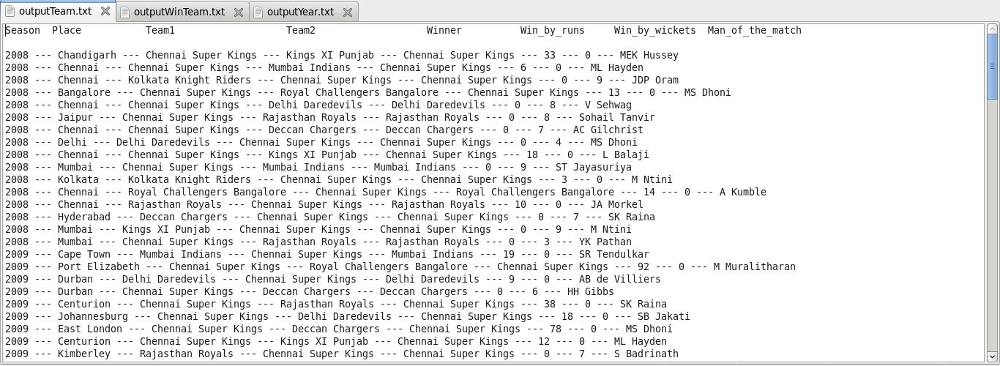 outputTeam.txt outputWinTeam.txt outputYear.txt
Season Place Team1 Team2 Winner Win_by_runs Win_by_wickets Man_of_the_match
2008 --- Chandigarh --- Chennai Super Kings --- Kings XI Punjab --- Chennai Super Kings --- 33 --- 0 --- MEK Hussey
2008 --- Chennai --- Chennai Super Kings --- Mumbai Indians --- Chennai Super Kings --- 6 --- 0 --- ML Hayden
2008 --- Chennai --- Kolkata Knight Riders --- Chennai Super Kings --- Chennai Super Kings --- 0 --- 9 --- JDP Oram
2008 --- Bangalore --- Chennai Super Kings --- Royal Challengers Bangalore --- Chennai Super Kings --- 13 --- 0 --- MS Dhoni
2008 --- Chennai --- Chennai Super Kings --- Delhi Daredevils --- Delhi Daredevils --- 0 --- 8 --- V Sehwag
2008 --- Jaipur --- Chennai Super Kings --- Rajasthan Royals --- Rajasthan Royals --- 0 --- 8 --- Sohail Tanvir
2008 --- Chennai --- Chennai Super Kings --- Deccan Chargers --- Deccan Chargers --- 0 --- 7 --- AC Gilchrist
2008 --- Delhi --- Delhi Daredevils --- Chennai Super Kings --- Chennai Super Kings --- 0 --- 4 --- MS Dhoni
2008 --- Chennai --- Chennai Super Kings --- Kings XI Punjab --- Chennai Super Kings --- 18 --- 0 --- L Balaji
2008 --- Mumbai --- Chennai Super Kings --- Mumbai Indians --- Mumbai Indians --- 0 --- 9 --- ST Jayasuriya
2008 --- Kolkata --- Kolkata Knight Riders --- Chennai Super Kings --- Chennai Super Kings --- 3 --- 0 --- M Ntini
2008 --- Chennai --- Royal Challengers Bangalore --- Chennai Super Kings --- Royal Challengers Bangalore --- 14 --- 0 --- A Kumble
2008 --- Chennai --- Rajasthan Royals --- Chennai Super Kings --- Rajasthan Royals --- 10 --- 0 --- JA Morkel
2008 --- Hyderabad --- Deccan Chargers --- Chennai Super Kings --- Chennai Super Kings --- 0 --- 7 --- SK Raina
2008 --- Mumbai --- Kings XI Punjab --- Chennai Super Kings --- Chennai Super Kings --- 0 --- 9 --- M Ntini
2008 --- Mumbai --- Chennai Super Kings --- Rajasthan Royals --- Rajasthan Royals --- 0 --- 3 --- YK Pathan
2009 --- Cape Town --- Mumbai Indians --- Chennai Super Kings --- Mumbai Indians --- 19 --- 0 --- SR Tendulkar
2009 --- Port Elizabeth --- Chennai Super Kings --- Royal Challengers Bangalore --- Chennai Super Kings --- 92 --- 0 --- M Muralitharan
2009 --- Durban --- Delhi Daredevils --- Chennai Super Kings --- Delhi Daredevils --- 9 --- 0 --- AB de Villiers
2009 --- Durban --- Chennai Super Kings --- Deccan Chargers --- Deccan Chargers --- 0 --- 6 --- HH Gibbs
2009 --- Centurion --- Chennai Super Kings --- Rajasthan Royals --- Chennai Super Kings --- 38 --- 0 --- SK Raina
2009 --- Johannesburg --- Chennai Super Kings --- Delhi Daredevils --- Chennai Super Kings --- 18 --- 0 --- SB Jakati
2009 --- East London --- Chennai Super Kings --- Deccan Chargers --- Chennai Super Kings --- 78 --- 0 --- MS Dhoni
2009 --- Centurion --- Chennai Super Kings --- Kings XI Punjab --- Chennai Super Kings --- 12 --- 0 --- ML Hayden
2009 --- Kimberley --- Rajasthan Royals --- Chennai Super Kings --- Chennai Super Kings --- 0 --- 7 --- S Badrinath